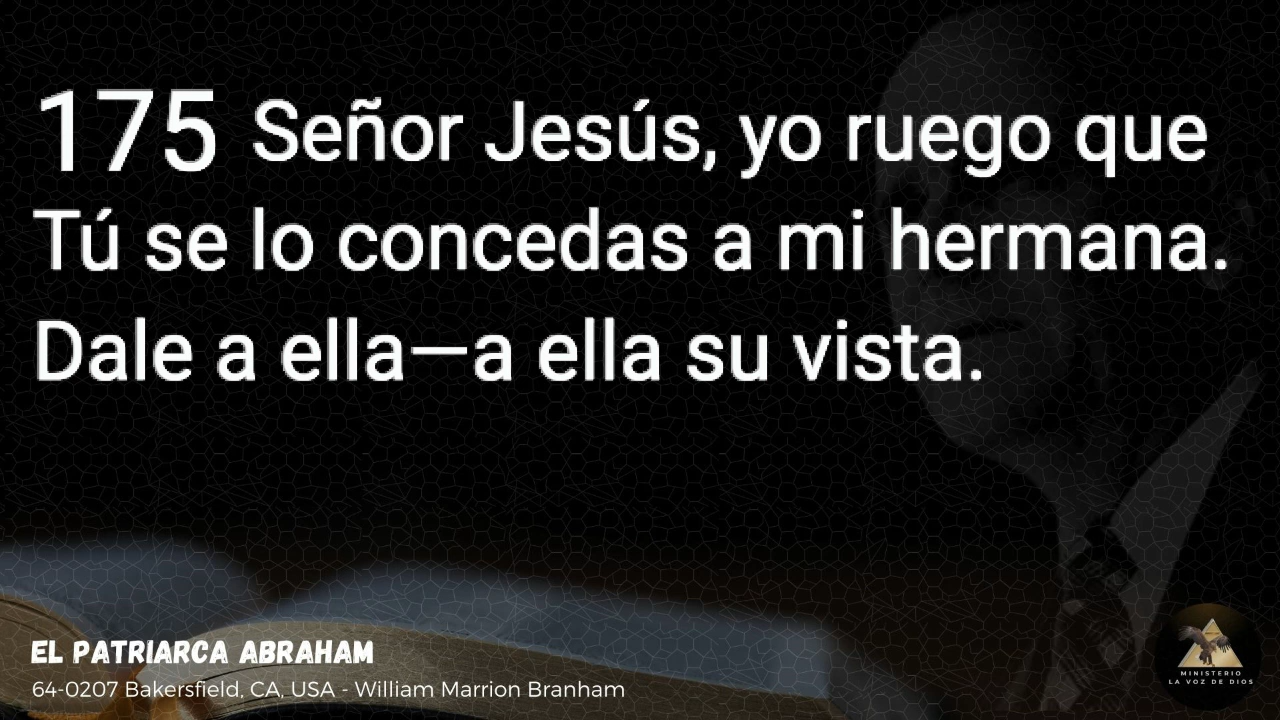 175 Señor Jesús, yo ruego que
Tú se lo concedas a mi hermana.
Dale a ella—a ella su vista.
EL PATRIARCA ABRAHAM
64-0207 Bakersfield, CA, USA - William Marrion Branham
MINISTERIO
LA VOZ DE DIOS